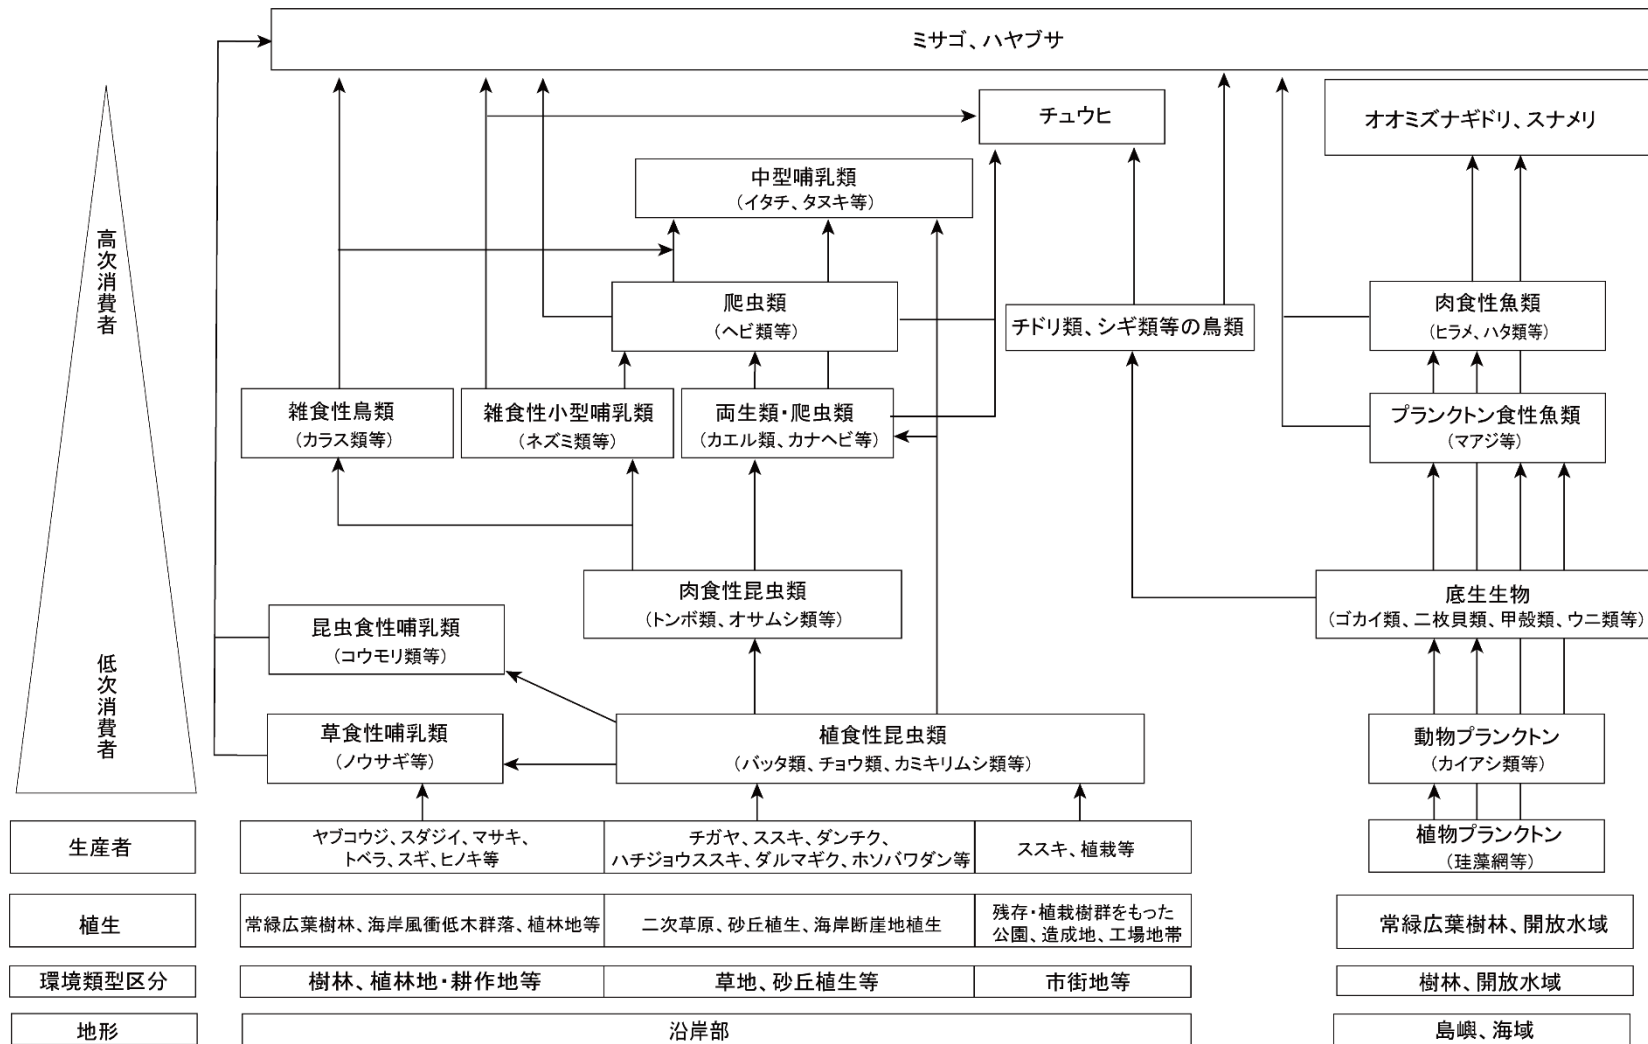 ミサゴ、ハヤブサ
チュウヒ
オオミズナギドリ、スナメリ
中型哺乳類
（イタチ、タヌキ等）
高次消費者
爬虫類
（ヘビ類等）
チドリ類、シギ類等の鳥類
肉食性魚類
（ヒラメ、ハタ類等）
雑食性鳥類
（カラス類等）
雑食性小型哺乳類
（ネズミ類等）
両生類・爬虫類
（カエル類、カナヘビ等）
プランクトン食性魚類
（マアジ等）
肉食性昆虫類
（トンボ類、オサムシ類等）
底生生物
（ゴカイ類、二枚貝類、甲殻類、ウニ類等）
昆虫食性哺乳類
（コウモリ類等）
低次消費者
草食性哺乳類
（ノウサギ等）
植食性昆虫類
（バッタ類、チョウ類、カミキリムシ類等）
動物プランクトン
（カイアシ類等）
生産者
ヤブコウジ、スダジイ、マサキ、
トベラ、スギ、ヒノキ等
チガヤ、ススキ、ダンチク、
ハチジョウススキ、ダルマギク、ホソバワダン等
ススキ、植栽等
植物プランクトン
（珪藻網等）
植生
常緑広葉樹林、海岸風衝低木群落、植林地等
二次草原、砂丘植生、海岸断崖地植生
残存・植栽樹群をもった
公園、造成地、工場地帯
常緑広葉樹林、開放水域
環境類型区分
樹林、植林地・耕作地等
草地、砂丘植生等
市街地等
樹林、開放水域
地形
沿岸部
島嶼、海域